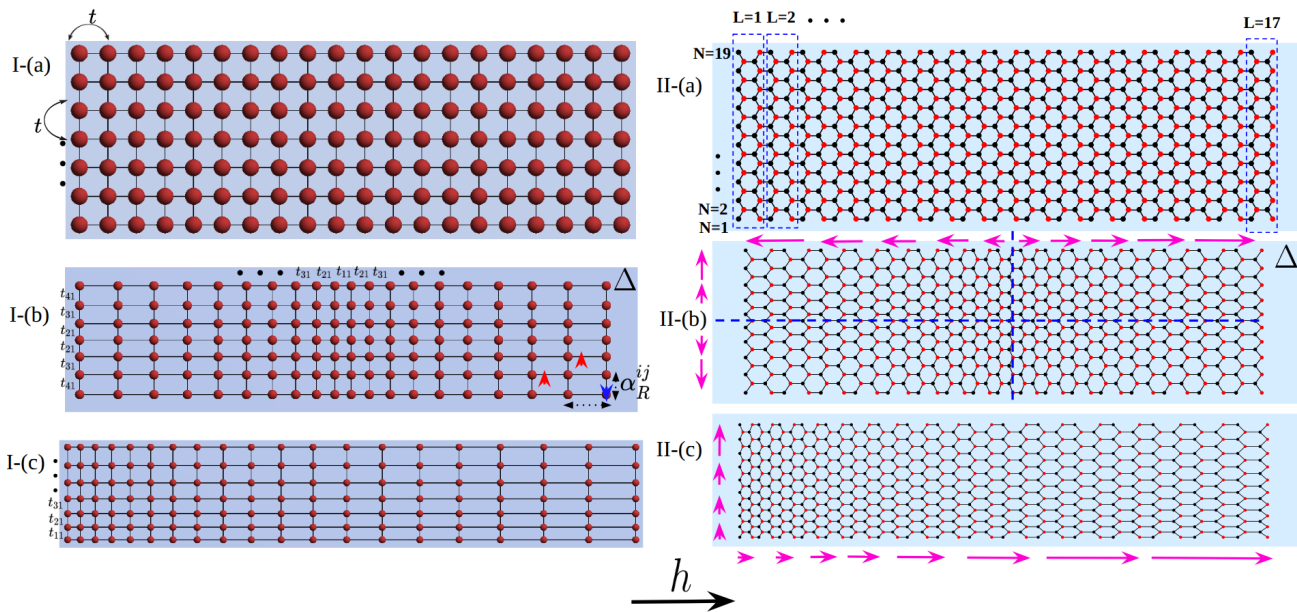 t
I-(a)
t
L=1 L=2 • • • L=17
N=19
II-(a)
N=2
N=1
• • • t₃₁ t₂₁ t₁₁ t₂₁ t₃₁ • • •
Δ
I-(b)
t₄₁
t₃₁
t₂₁
t₂₁
t₃₁
t₄₁
α_R^{ij}
Δ
II-(b)
I-(c)
t₃₁
t₂₁
t₁₁
II-(c)
h